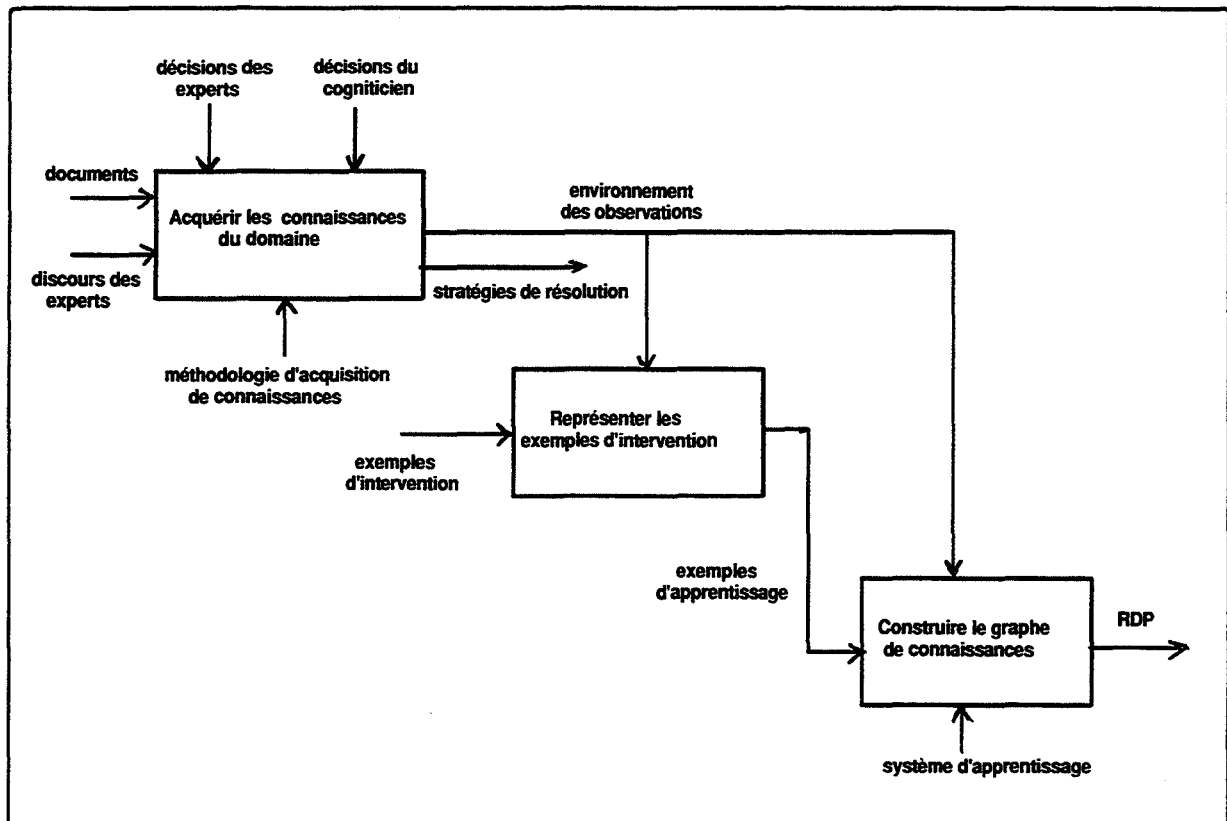 décisions des
experts
décisions du
cogniticien
documents
Acquérir les connaissances
du domaine
discours des
experts
environnement
des observations
stratégies de résolution
méthodologie d'acquisition
de connaissances
Représenter les
exemples d'intervention
exemples
d'intervention
exemples
d'apprentissage
Construire le graphe
de connaissances
RDP
système d'apprentissage